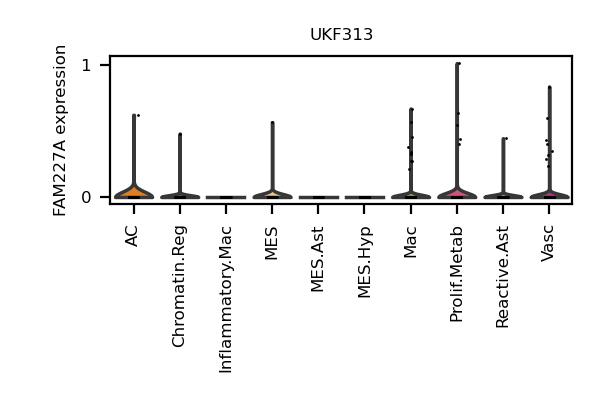 UKF313
FAM227A expression
1
0
AC
Chromatin.Reg
Inflammatory.Mac
MES
MES.Ast
MES.Hyp
Mac
Prolif.Metab
Reactive.Ast
Vasc